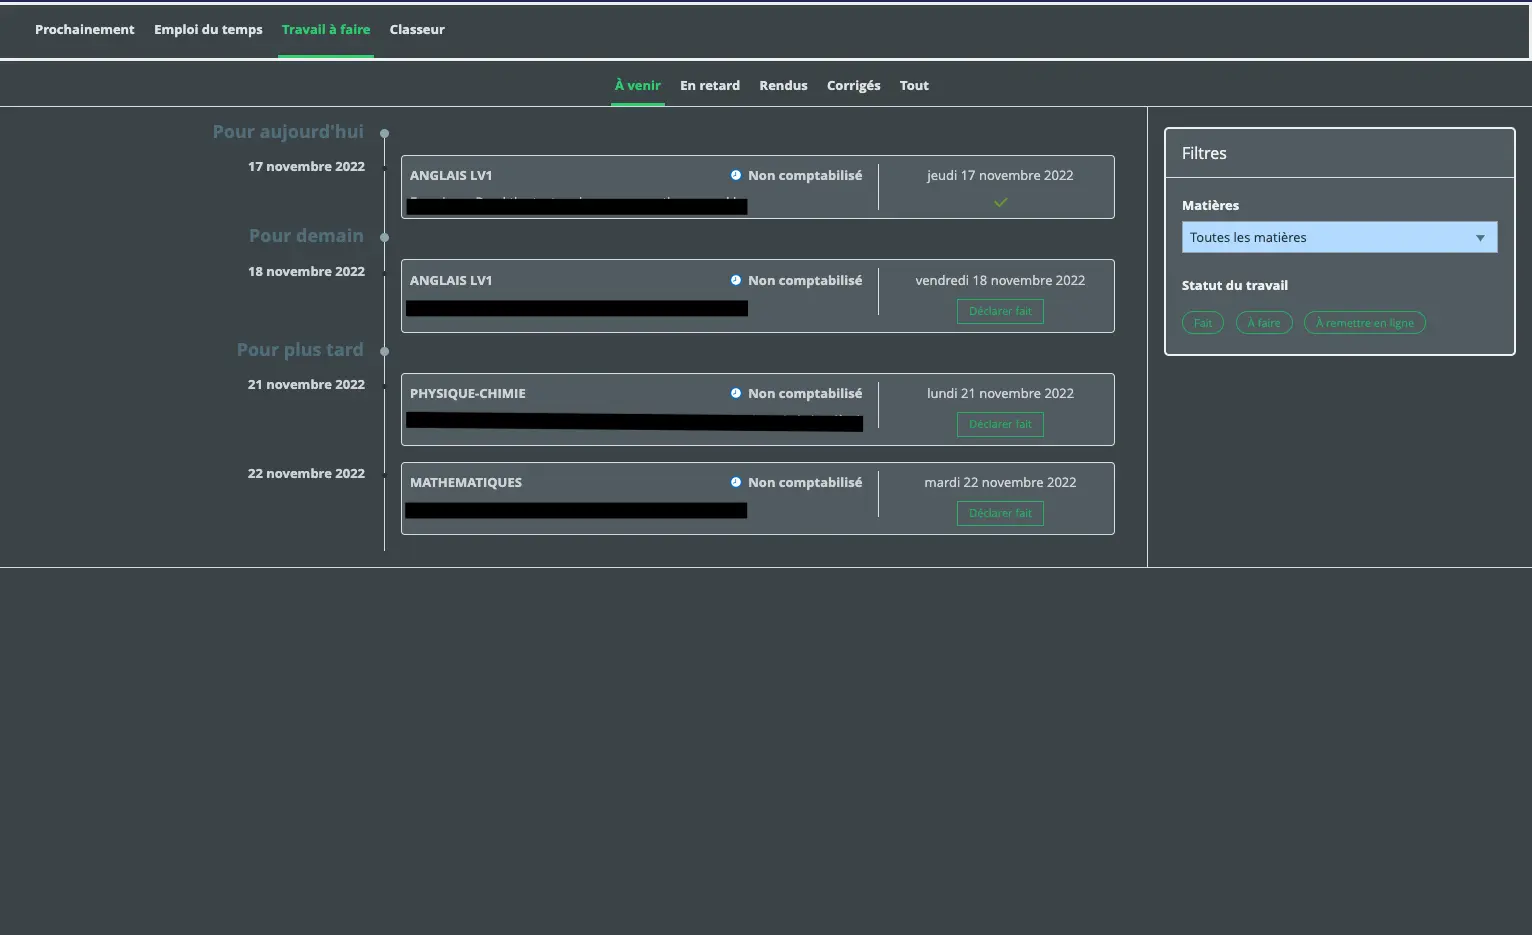 Prochainement Emploi du temps Travail à faire Classeur
À venir En retard Rendus Corrigés Tout
Pour aujourd'hui
17 novembre 2022
ANGLAIS LV1 Non comptabilisé jeudi 17 novembre 2022
Pour demain
18 novembre 2022
ANGLAIS LV1 Non comptabilisé vendredi 18 novembre 2022
Déclarer fait
Pour plus tard
21 novembre 2022
PHYSIQUE-CHIMIE Non comptabilisé lundi 21 novembre 2022
Déclarer fait
22 novembre 2022
MATHEMATIQUES Non comptabilisé mardi 22 novembre 2022
Déclarer fait
Filtres
Matières
Toutes les matières
Statut du travail
Fait À faire À remettre en ligne